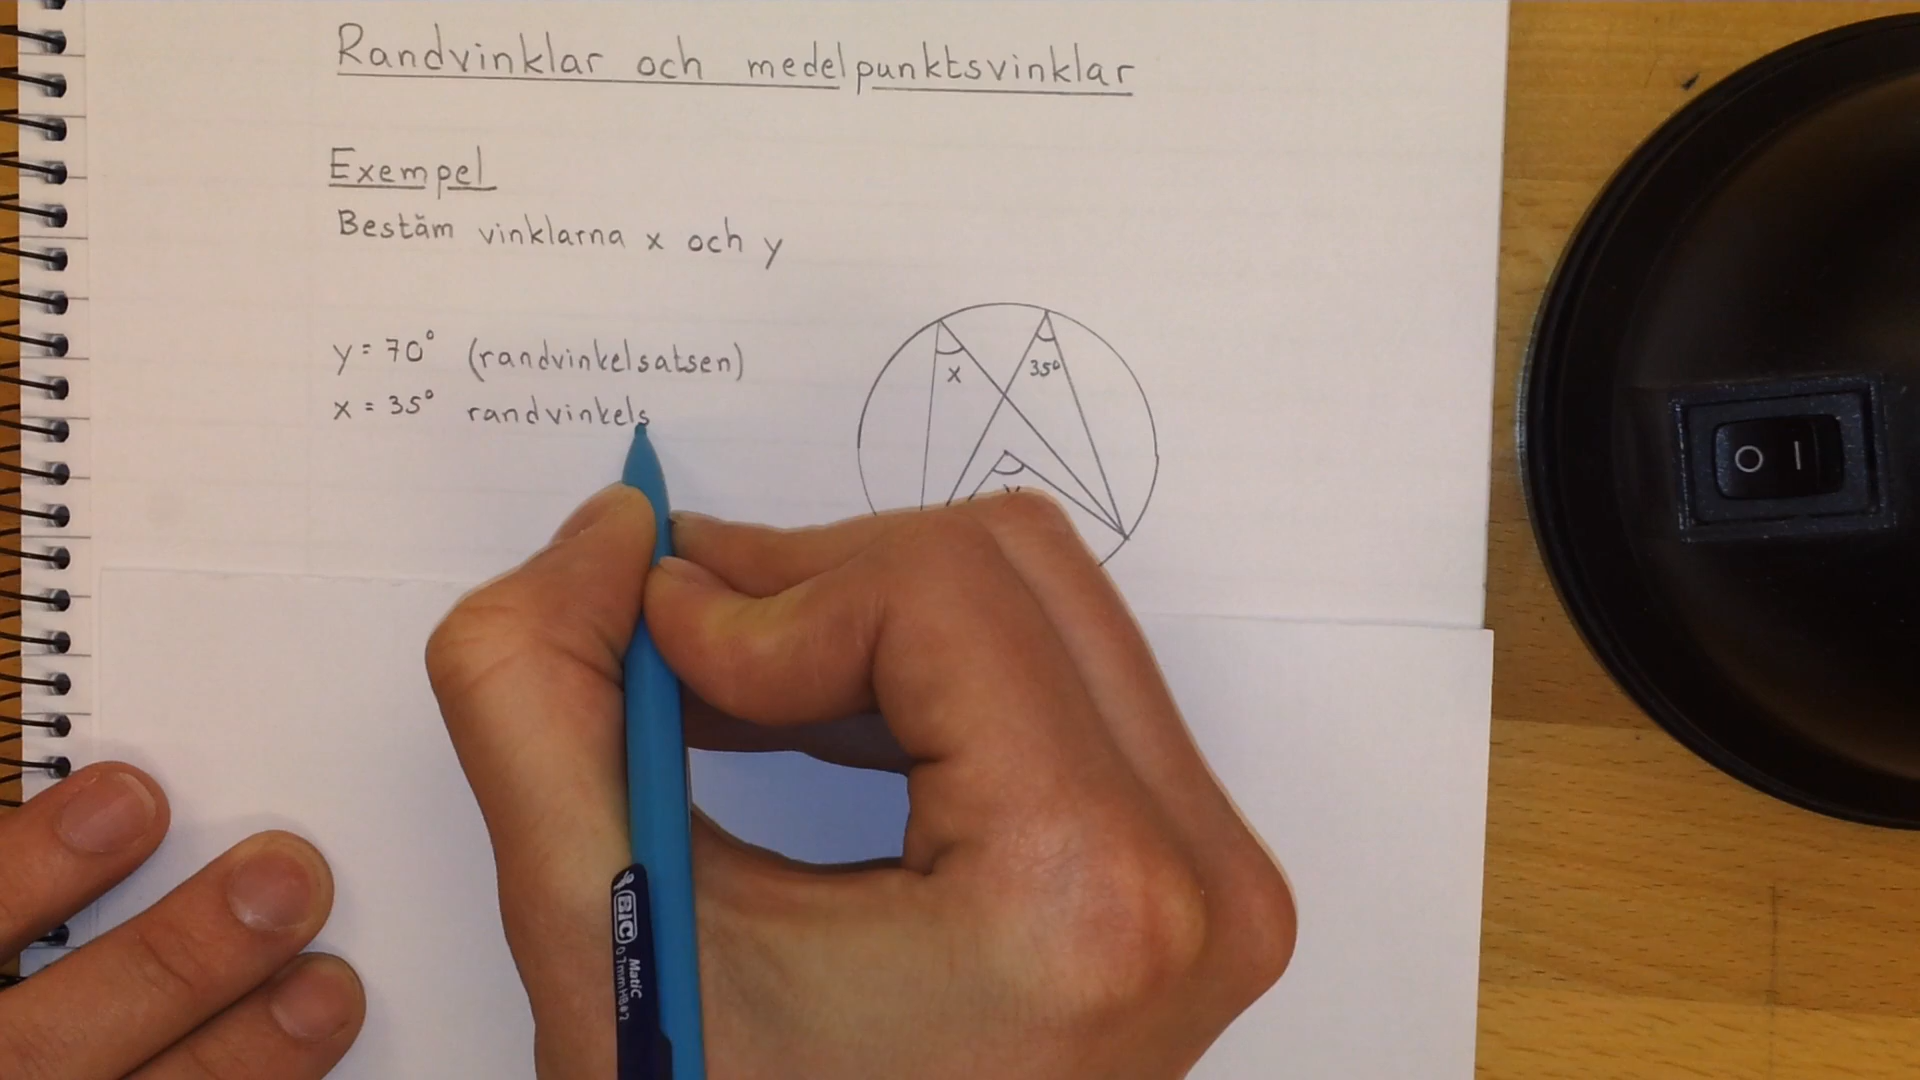 Randvinklar och medelpunktsvinklar
Exempel
Bestäm vinklarna x och y
y = 70° (randvinkelsatsen)
x = 35° randvinkels
x
35°
O I
BIC MatiC
0.7mm HB #2